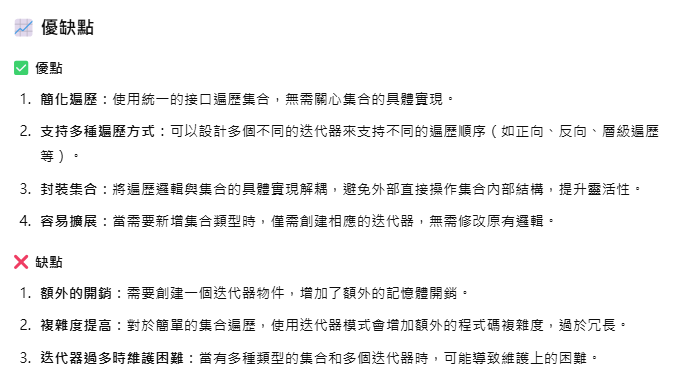 📈 優缺點
✅ 優點
1. 簡化遍歷：使用統一的接口遍歷集合，無需關心集合的具體實現。
2. 支持多種遍歷方式：可以設計多個不同的迭代器來支持不同的遍歷順序（如正向、反向、層級遍歷
等）。
3. 封裝集合：將遍歷邏輯與集合的具體實現解耦，避免外部直接操作集合內部結構，提升靈活性。
4. 容易擴展：當需要新增集合類型時，僅需創建相應的迭代器，無需修改原有邏輯。
❌ 缺點
1. 額外的開銷：需要創建一個迭代器物件，增加了額外的記憶體開銷。
2. 複雜度提高：對於簡單的集合遍歷，使用迭代器模式會增加額外的程式碼複雜度，過於冗長。
3. 迭代器過多時維護困難：當有多種類型的集合和多個迭代器時，可能導致維護上的困難。